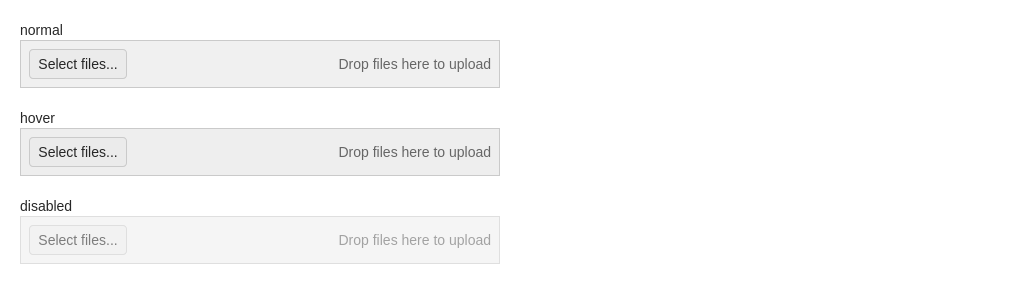 normal
Select files... Drop files here to upload
hover
Select files... Drop files here to upload
disabled
Select files... Drop files here to upload